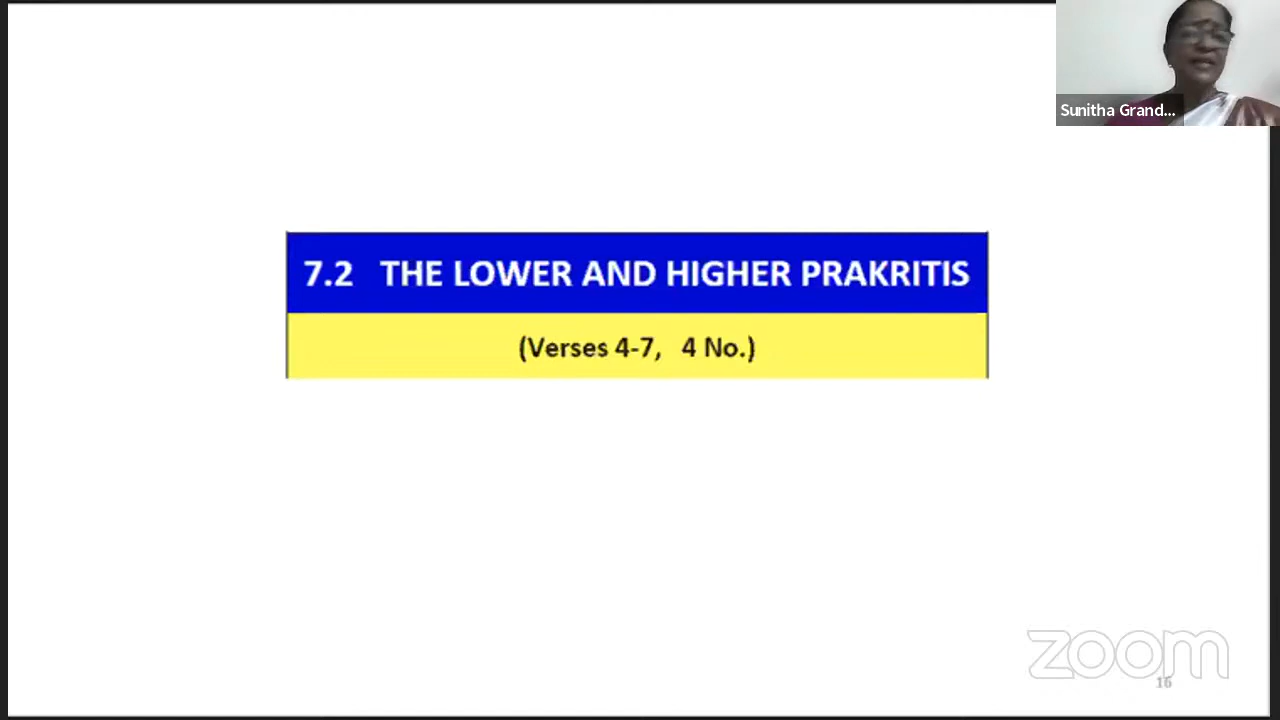 Sunitha Grand...
7.2 THE LOWER AND HIGHER PRAKRITIS
(Verses 4-7, 4 No.)
zoom
16